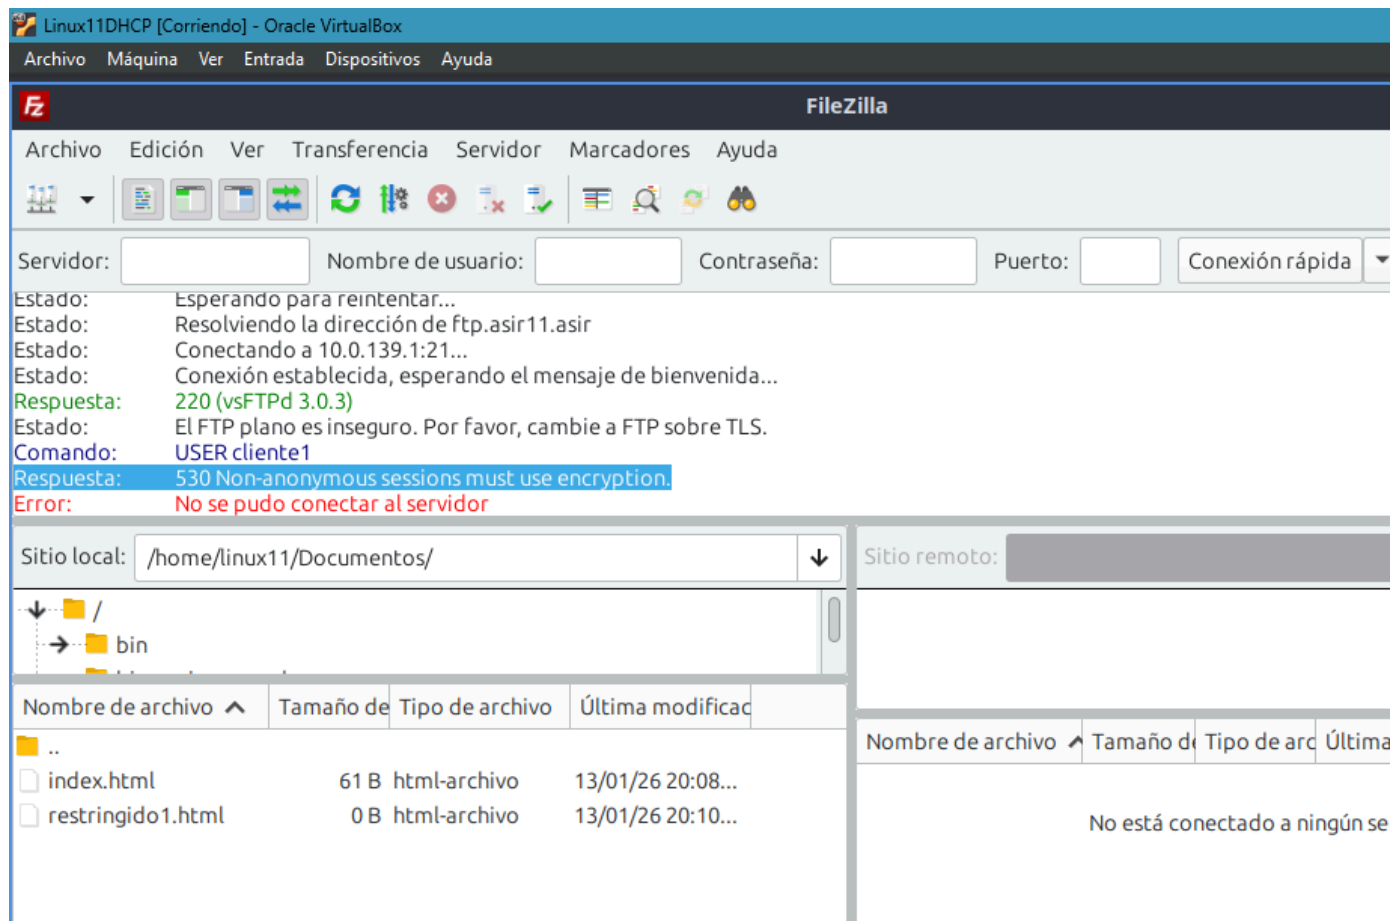 Linux11DHCP [Corriendo] - Oracle VirtualBox
Archivo Máquina Ver Entrada Dispositivos Ayuda
Fz FileZilla
Archivo Edición Ver Transferencia Servidor Marcadores Ayuda
Servidor: Nombre de usuario: Contraseña: Puerto: Conexión rápida
Estado: Esperando para reintentar...
Estado: Resolviendo la dirección de ftp.asir11.asir
Estado: Conectando a 10.0.139.1:21...
Estado: Conexión establecida, esperando el mensaje de bienvenida...
Respuesta: 220 (vsFTPd 3.0.3)
Estado: El FTP plano es inseguro. Por favor, cambie a FTP sobre TLS.
Comando: USER cliente1
Respuesta: 530 Non-anonymous sessions must use encryption.
Error: No se pudo conectar al servidor
Sitio local: /home/linux11/Documentos/
/
bin
Nombre de archivo Tamaño de Tipo de archivo Última modificac
..
index.html 61 B html-archivo 13/01/26 20:08...
restringido1.html 0 B html-archivo 13/01/26 20:10...
Sitio remoto:
Nombre de archivo Tamaño de Tipo de arc Última
No está conectado a ningún se